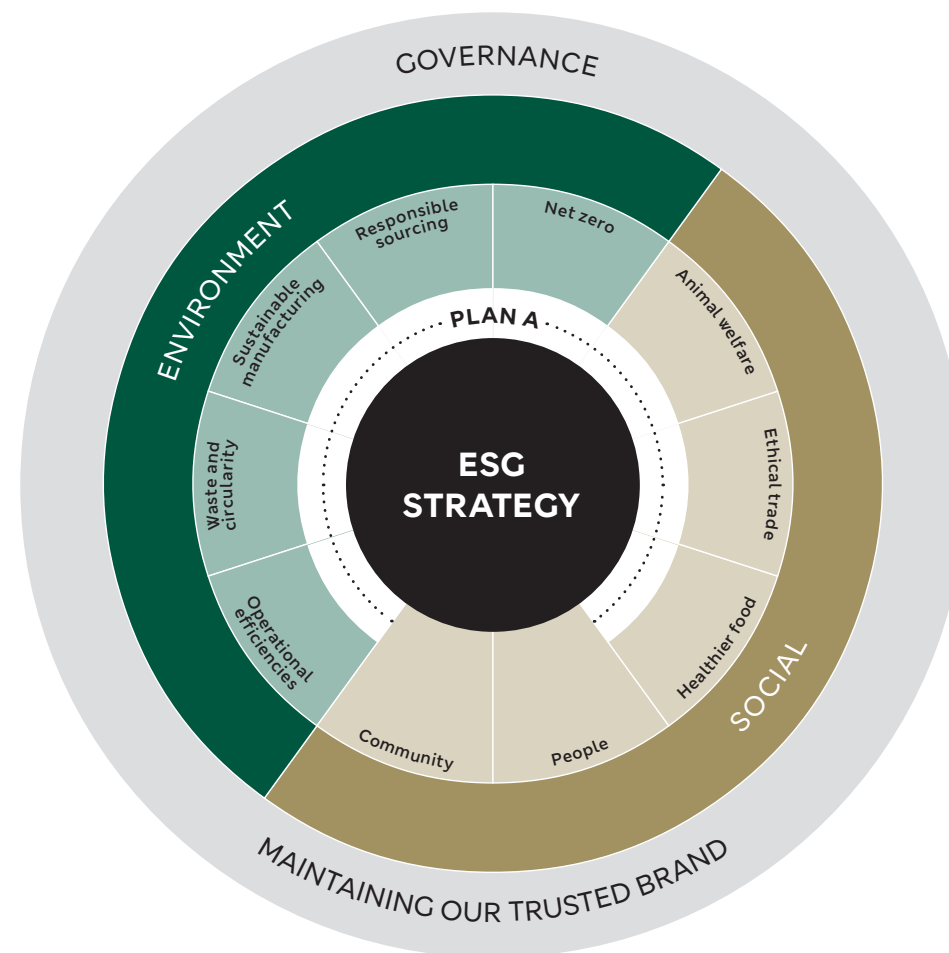 GOVERNANCE
ENVIRONMENT
Responsible
sourcing
Net zero
Sustainable
manufacturing
Animal welfare
PLAN A
Waste and
circularity
ESG
STRATEGY
Ethical trade
Operational
efficiencies
Healthier food
SOCIAL
Community
People
MAINTAINING OUR TRUSTED BRAND